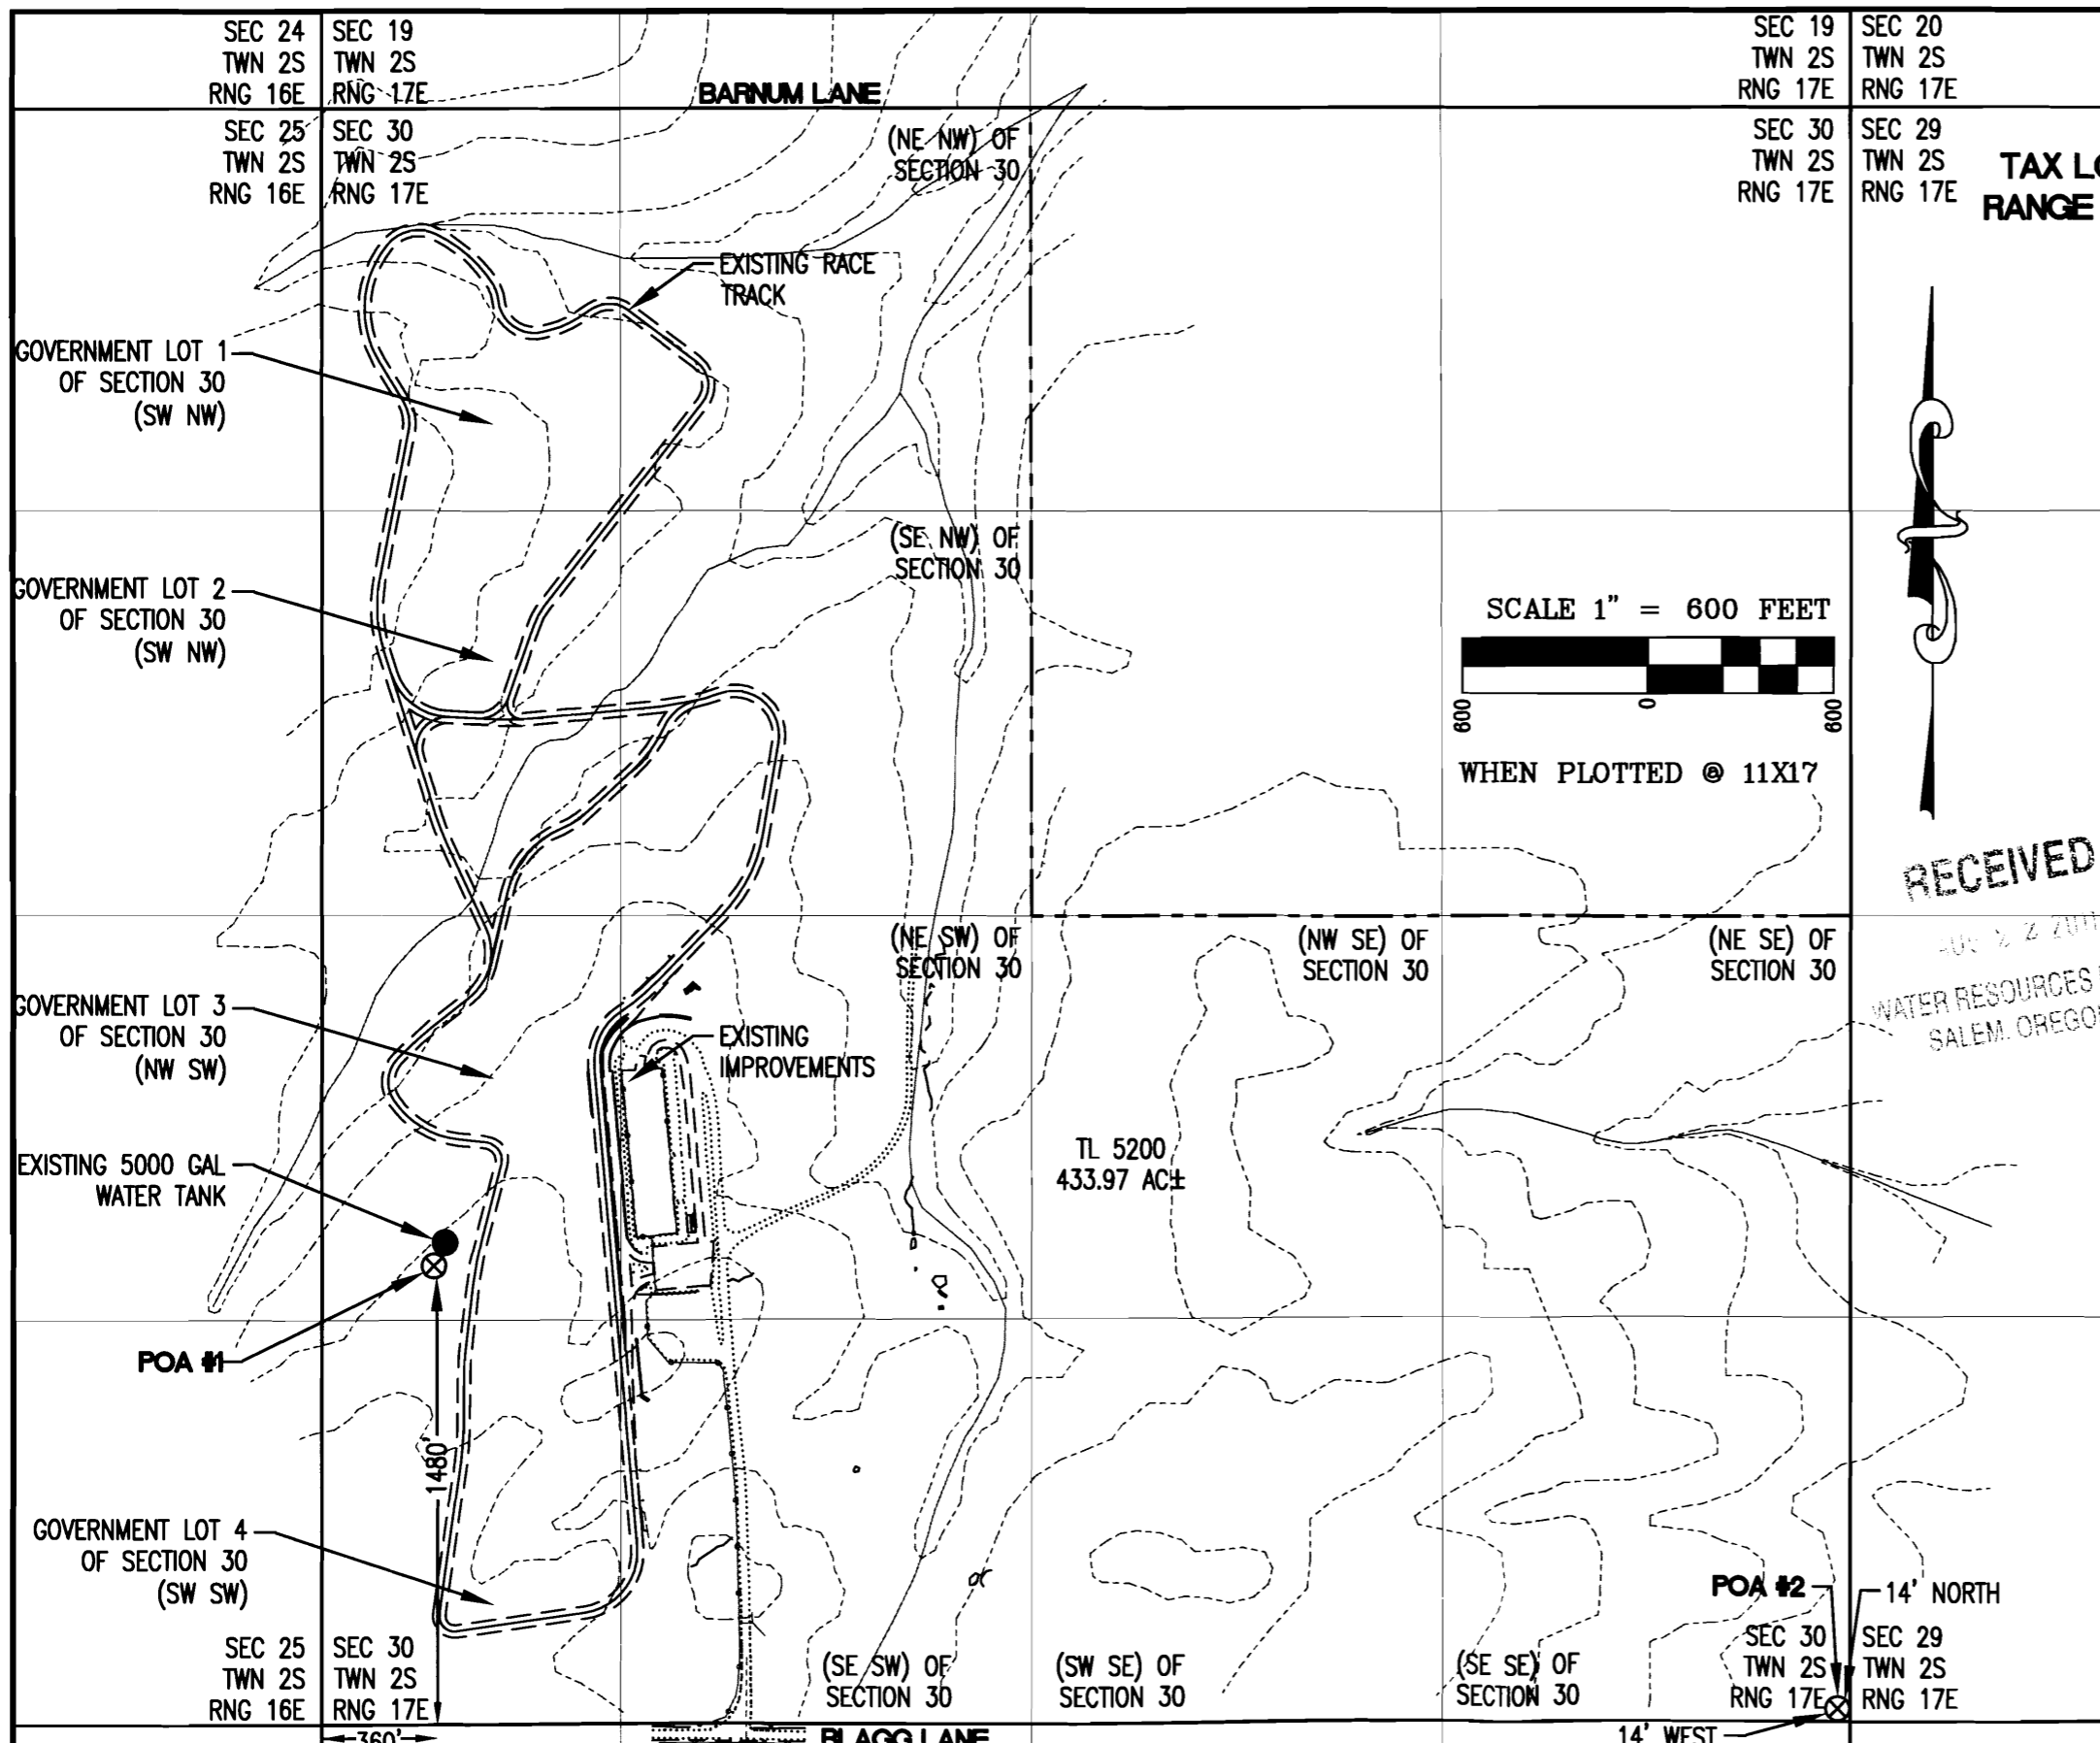 SEC 24
TWN 2S
RNG 16E
SEC 19
TWN 2S
RNG 17E
BARNUM LANE
SEC 19
TWN 2S
RNG 17E
SEC 20
TWN 2S
RNG 17E
SEC 25
TWN 2S
RNG 16E
SEC 30
TWN 2S
RNG 17E
(NE NW) OF
SECTION 30
SEC 30
TWN 2S
RNG 17E
SEC 29
TWN 2S
RNG 17E
TAX
RANGE
EXISTING RACE
TRACK
GOVERNMENT LOT 1
OF SECTION 30
(SW NW)
(SE NW) OF
SECTION 30
GOVERNMENT LOT 2
OF SECTION 30
(SW NW)
SCALE 1" = 600 FEET
600
0
600
WHEN PLOTTED @ 11X17
RECEIVED
WATER RESOURCES
SALEM. OREGO
(NE SW) OF
SECTION 30
(NW SE) OF
SECTION 30
(NE SE) OF
SECTION 30
GOVERNMENT LOT 3
OF SECTION 30
(NW SW)
EXISTING
IMPROVEMENTS
TL 5200
433.97 AC±
EXISTING 5000 GAL
WATER TANK
POA #1
1480'
GOVERNMENT LOT 4
OF SECTION 30
(SW SW)
POA #2
14' NORTH
SEC 25
TWN 2S
RNG 16E
SEC 30
TWN 2S
RNG 17E
(SE SW) OF
SECTION 30
(SW SE) OF
SECTION 30
(SE SE) OF
SECTION 30
SEC 30
TWN 2S
RNG 17E
SEC 29
TWN 2S
RNG 17E
360'
BLAGG LANE
14' WEST